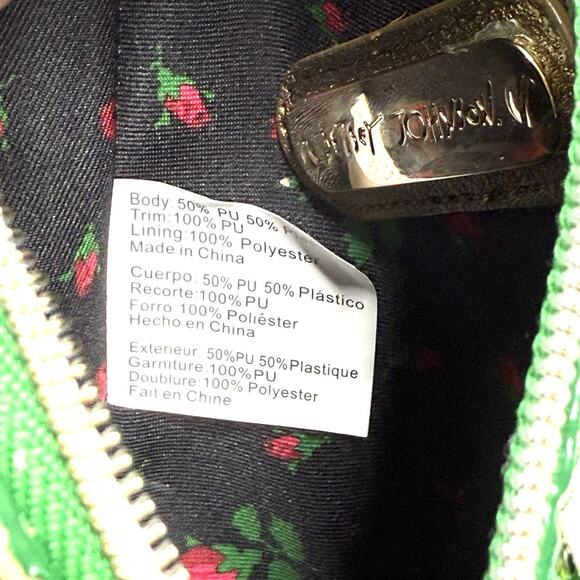 BETSEY JOHNSON.
Body: 50% PU 50%
Trim:100% PU
Lining:100% Polyester
Made in China
Cuerpo: 50% PU 50% Plástico
Recorte:100% PU
Forro 100% Poliéster
Hecho en China
Exterieur 50%PU 50%Plastique
Garniture:100%PU
Doublure:100% Polyester
Fait en Chine